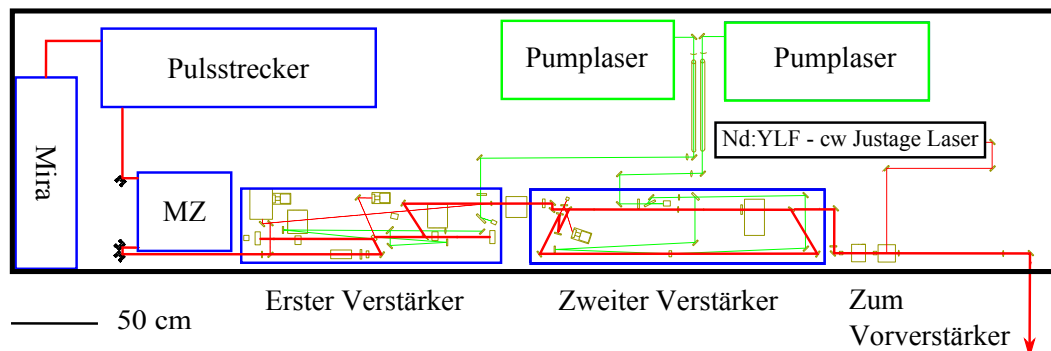 Pulsstrecker
Pumplaser
Pumplaser
Mira
Nd:YLF - cw Justage Laser
MZ
Erster Verstärker
Zweiter Verstärker
Zum
Vorverstärker
50 cm